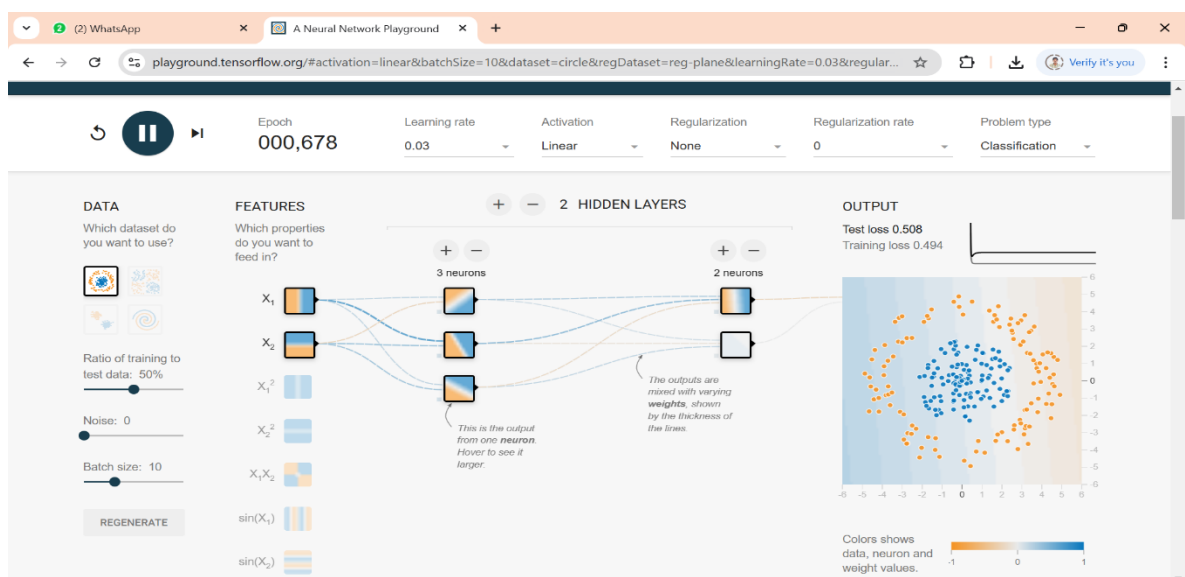 2 (2) WhatsApp
A Neural Network Playground
playground.tensorflow.org/#activation=linear&batchSize=10&dataset=circle&regDataset=reg-plane&learningRate=0.03&regular...
Verify it's you
Epoch
000,678
Learning rate
0.03
Activation
Linear
Regularization
None
Regularization rate
0
Problem type
Classification
DATA
Which dataset do
you want to use?
Ratio of training to
test data: 50%
Noise: 0
Batch size: 10
REGENERATE
FEATURES
Which properties
do you want to
feed in?
X₁
X₂
X₁²
X₂²
X₁X₂
sin(X₁)
sin(X₂)
+ − 2 HIDDEN LAYERS
+ −
3 neurons
+ −
2 neurons
This is the output
from one neuron.
Hover to see it
larger.
The outputs are
mixed with varying
weights, shown
by the thickness of
the lines.
OUTPUT
Test loss 0.508
Training loss 0.494
6
5
4
3
2
1
0
-1
-2
-3
-4
-5
-6
-6 -5 -4 -3 -2 -1 0 1 2 3 4 5 6
Colors shows
data, neuron and
weight values.
-1 0 1